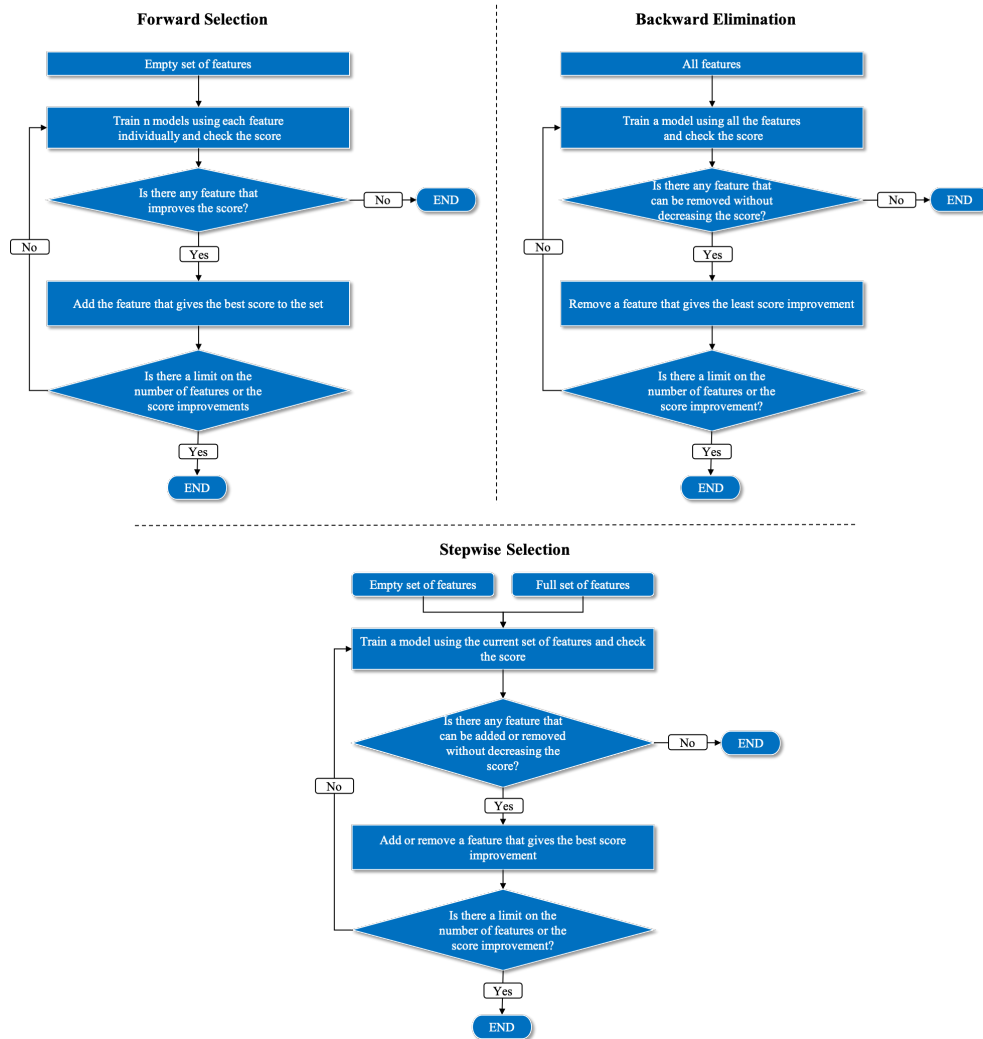 Forward Selection
Empty set of features
Train n models using each feature
individually and check the score
Is there any feature that
improves the score?
No
END
No
Yes
Add the feature that gives the best score to the set
Is there a limit on the
number of features or the
score improvements
Yes
END
Backward Elimination
All features
Train a model using all the features
and check the score
Is there any feature that
can be removed without
decreasing the score?
No
END
No
Yes
Remove a feature that gives the least score improvement
Is there a limit on the
number of features or the
score improvement?
Yes
END
Stepwise Selection
Empty set of features
Full set of features
Train a model using the current set of features and check
the score
Is there any feature that
can be added or removed
without decreasing the
score?
No
END
No
Yes
Add or remove a feature that gives the best score
improvement
Is there a limit on the
number of features or the
score improvement?
Yes
END